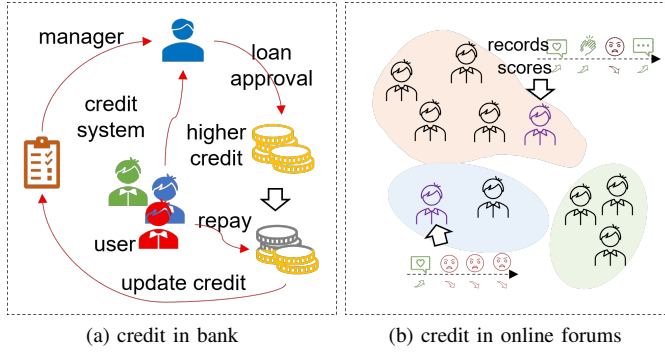 manager
loan
approval
credit
system
higher
credit
user
repay
update credit
records
scores
(a) credit in bank
(b) credit in online forums